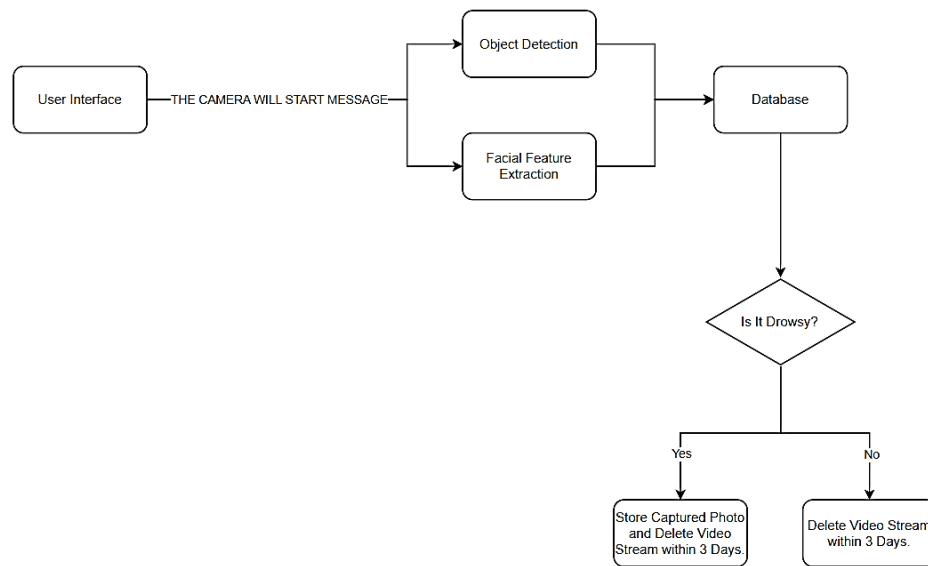 Object Detection
User Interface
THE CAMERA WILL START MESSAGE
Database
Facial Feature
Extraction
Is It Drowsy?
Yes
No
Store Captured Photo
and Delete Video
Stream within 3 Days.
Delete Video Stream
within 3 Days.